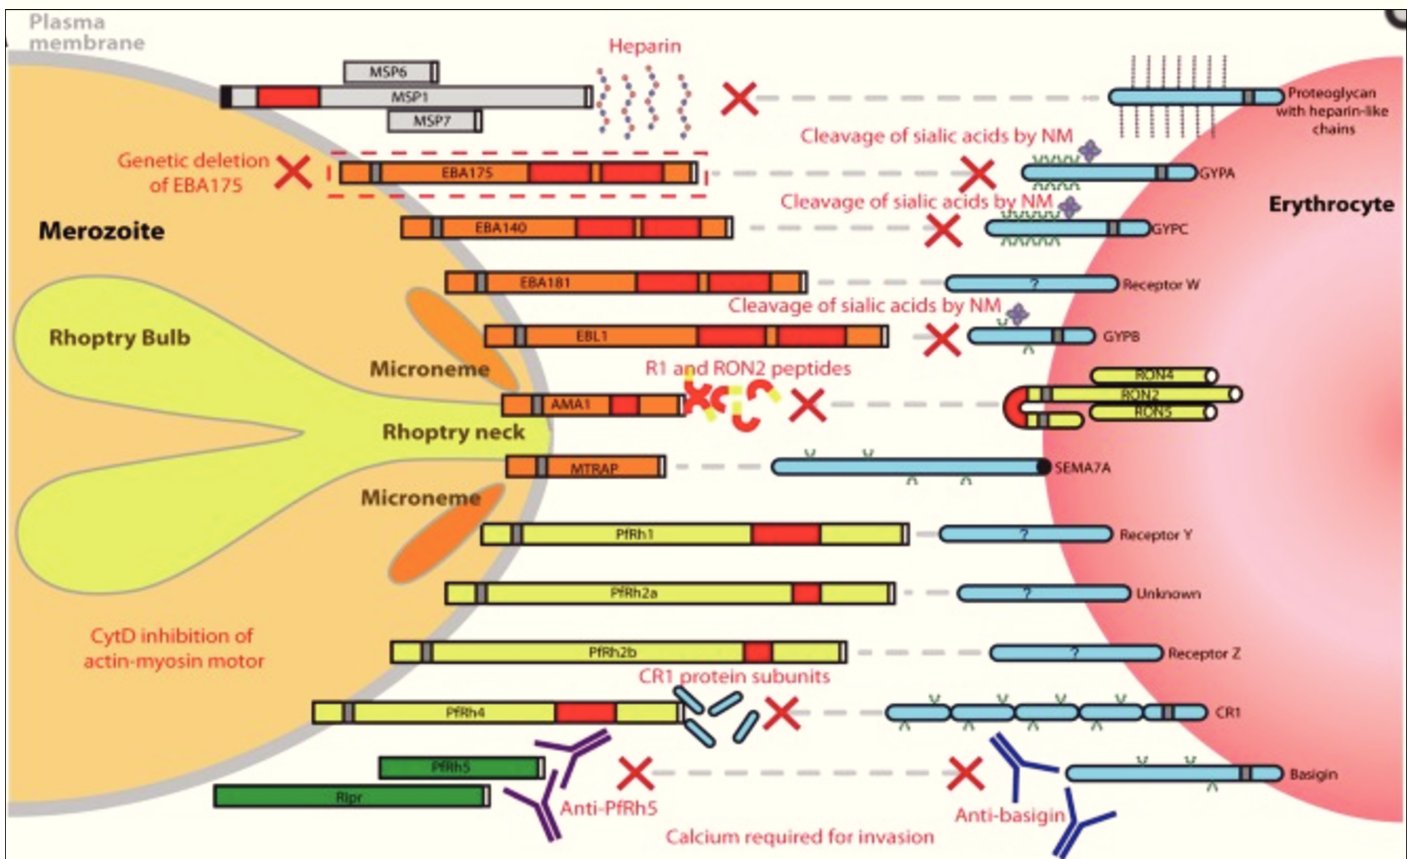 Plasma
membrane
Heparin
MSP6
MSP1
MSP7
Proteoglycan
with heparin-like
chains
Cleavage of sialic acids by NM
Genetic deletion
of EBA175
EBA175
GYPA
Cleavage of sialic acids by NM
Erythrocyte
Merozoite
EBA140
GYPC
EBA181
?
Receptor W
Cleavage of sialic acids by NM
Rhoptry Bulb
EBL1
GYPB
Microneme
R1 and RON2 peptides
RON4
RON2
RON5
AMA1
Rhoptry neck
MTRAP
SEMA7A
Microneme
PfRh1
?
Receptor Y
PfRh2a
?
Unknown
CytD inhibition of
actin-myosin motor
PfRh2b
?
Receptor Z
CR1 protein subunits
PfRh4
CR1
PfRh5
Basigin
Ripr
Anti-PfRh5
Anti-basigin
Calcium required for invasion